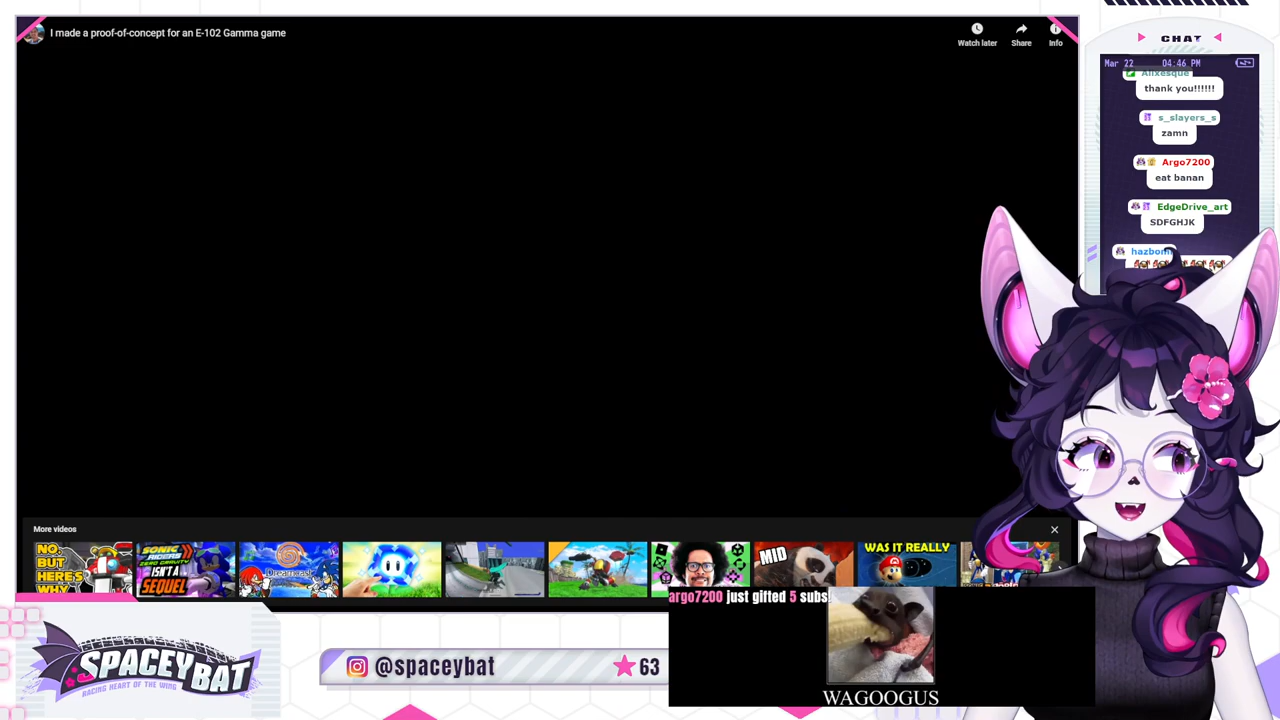 I made a proof-of-concept for an E-102 Gamma game
Watch later
Share
Info
CHAT
Mar 22 04:46 PM
Alixesque
thank you!!!!!!
s_slayers_s
zamn
Argo7200
eat banan
EdgeDrive_art
SDFGHJK
hazbom
More videos
NO.
BUT
HERE'S
WHY
SONIC
RIDERS
ZERO GRAVITY
ISN'T A
SEQUEL
Dreamcast
MID
WAS IT REALLY
argo7200 just gifted 5 subs!
WAGOOGUS
SPACEYBAT
RACING HEART OF THE WING
@spaceybat
63